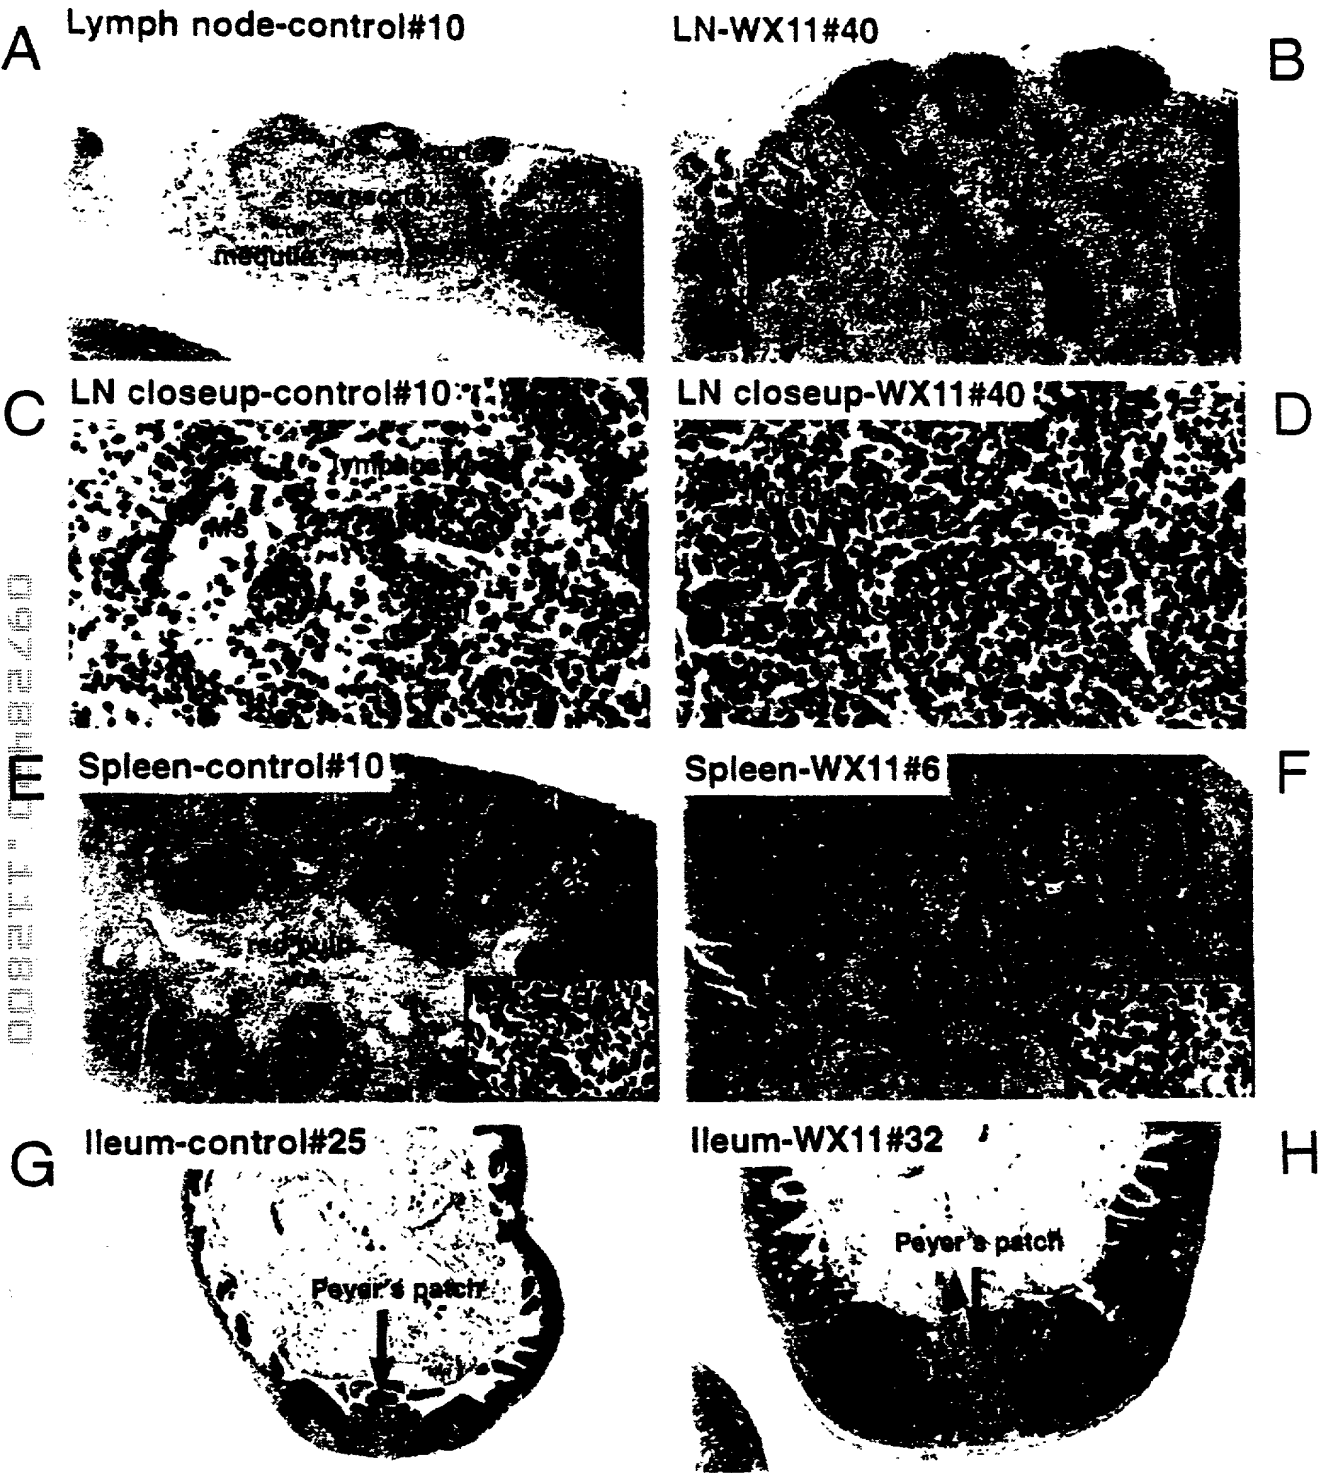 A
Lymph node-control#10
LN-WX11#40
B
paracortex
medulla
C
LN closeup-control#10
LN closeup-WX11#40
D
MS
E
Spleen-control#10
Spleen-WX11#6
F
red pulp
G
Ileum-control#25
Ileum-WX11#32
H
Peyer's patch
Peyer's patch